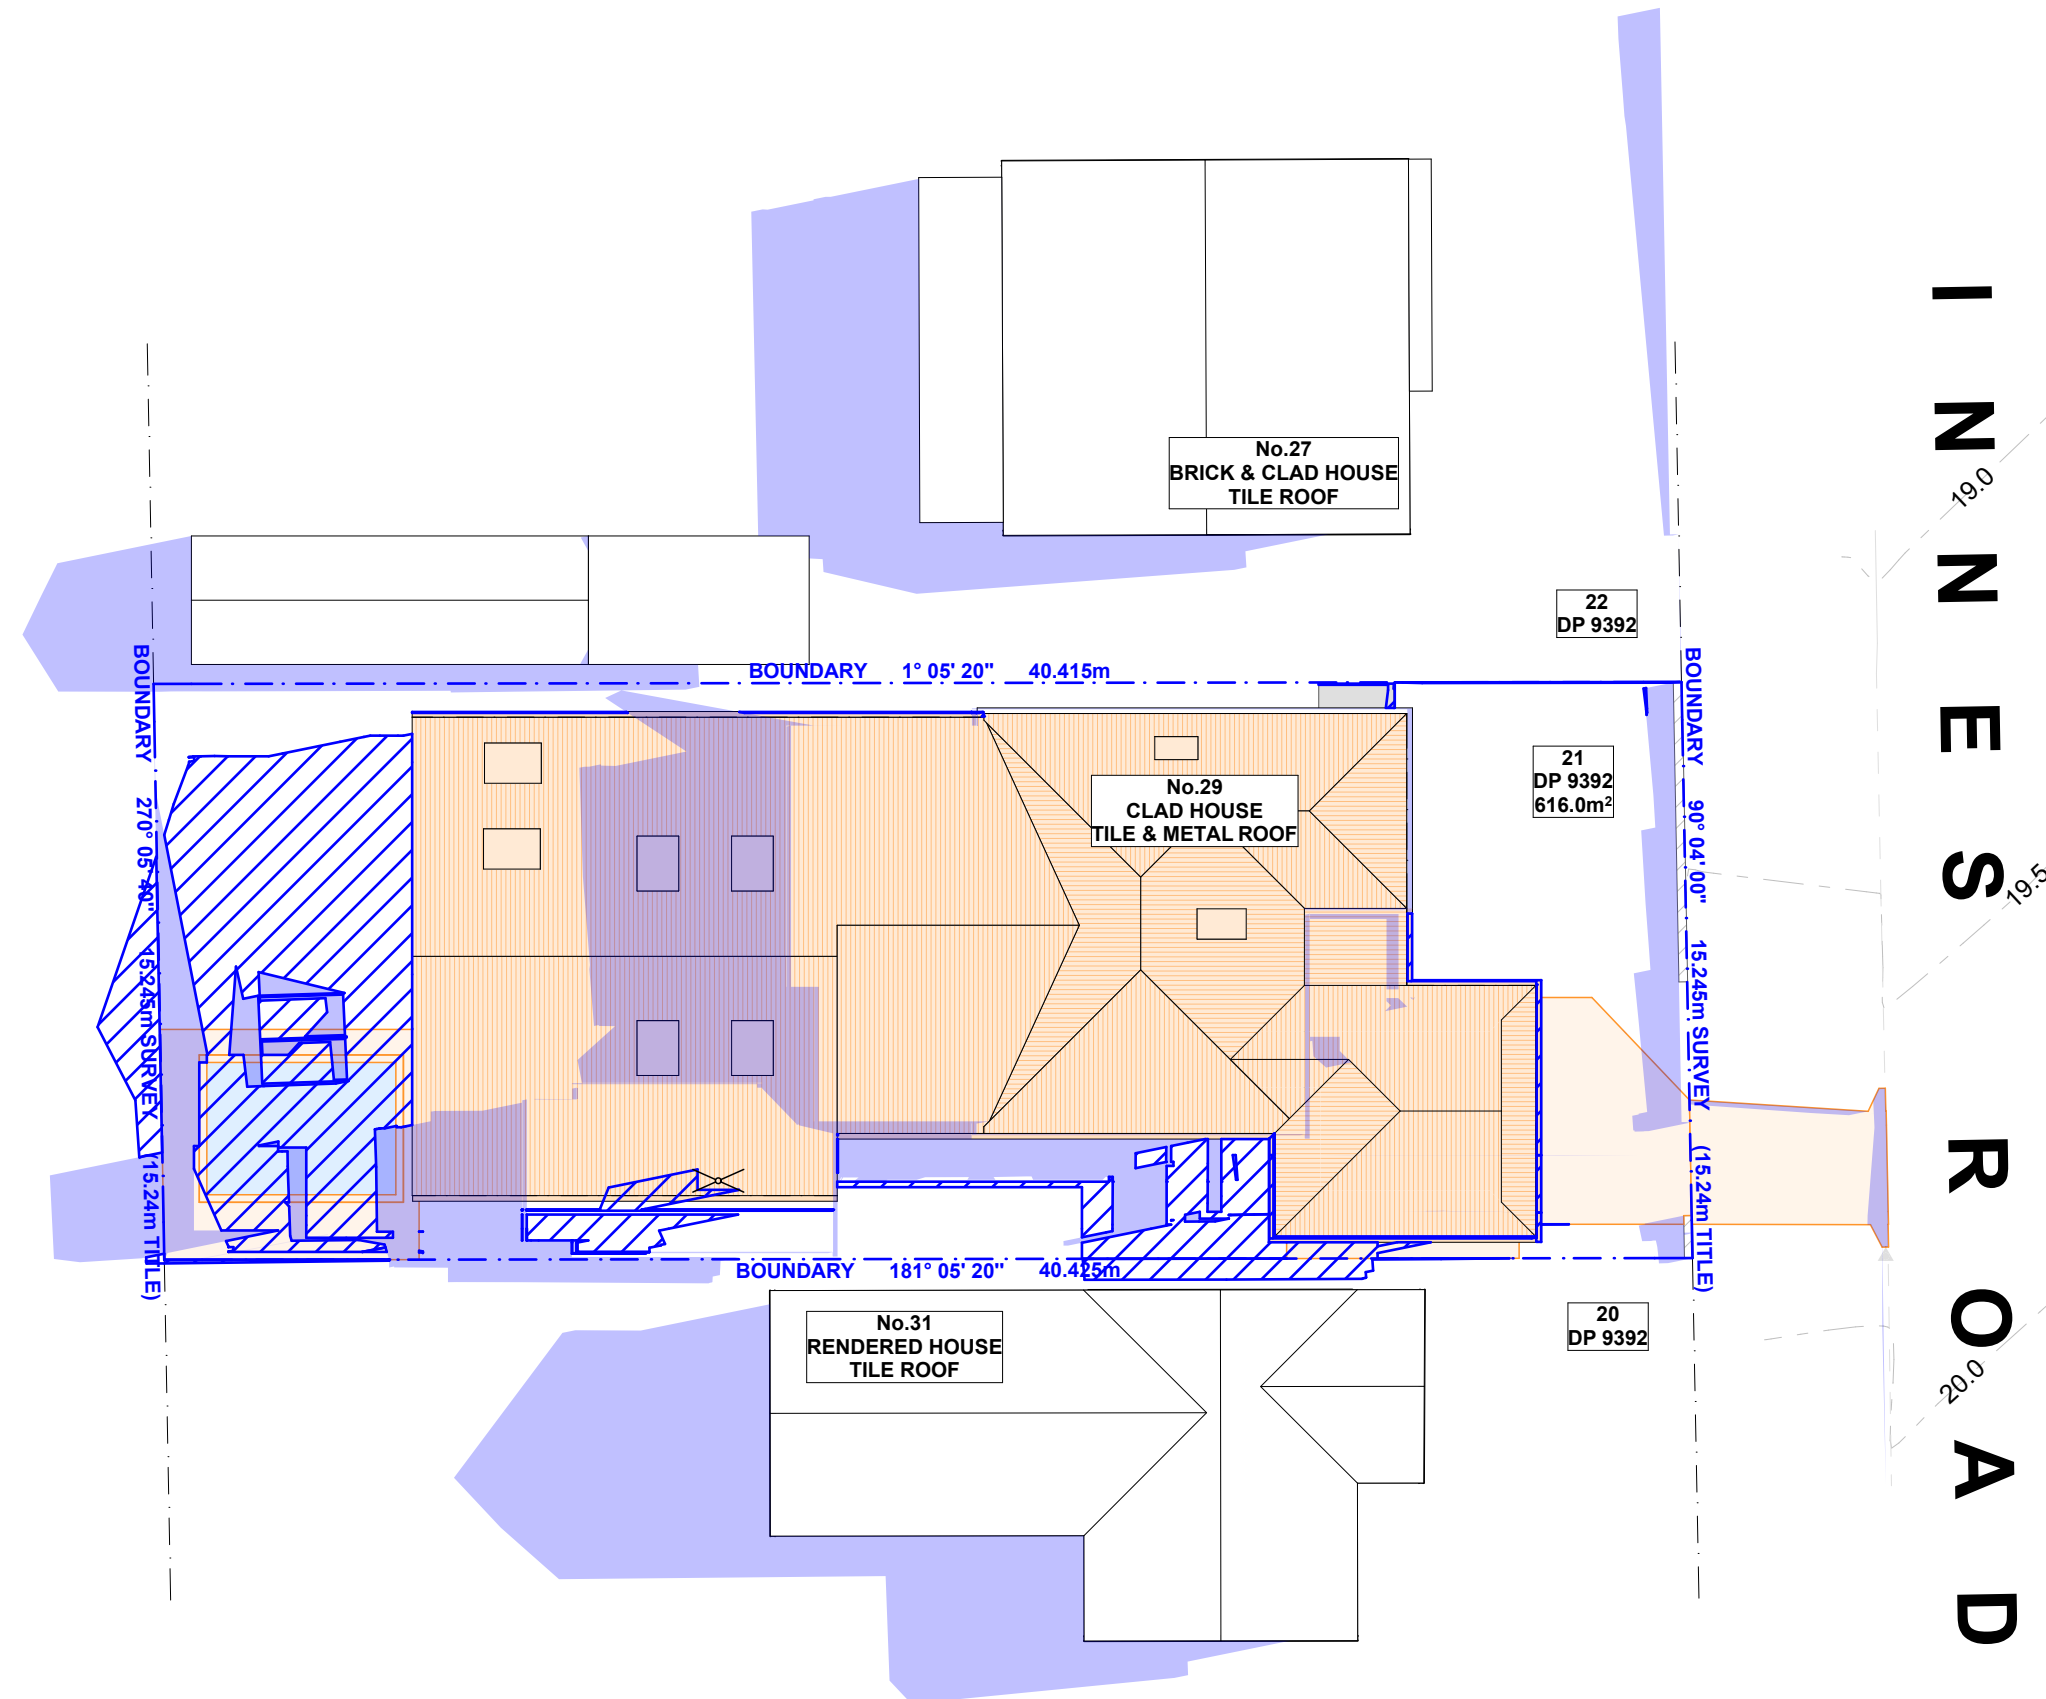 No.27
BRICK & CLAD HOUSE
TILE ROOF
22
DP 9392
BOUNDARY 1° 05' 20" 40.415m
BOUNDARY 270° 05' 40" 15.245m SURVEY (15.24m TITLE)
BOUNDARY 90° 04' 00" 15.245m SURVEY (15.24m TITLE)
No.29
CLAD HOUSE
TILE & METAL ROOF
21
DP 9392
616.0m²
BOUNDARY 181° 05' 20" 40.425m
No.31
RENDERED HOUSE
TILE ROOF
20
DP 9392
INNES ROAD
19.0
19.5
20.0